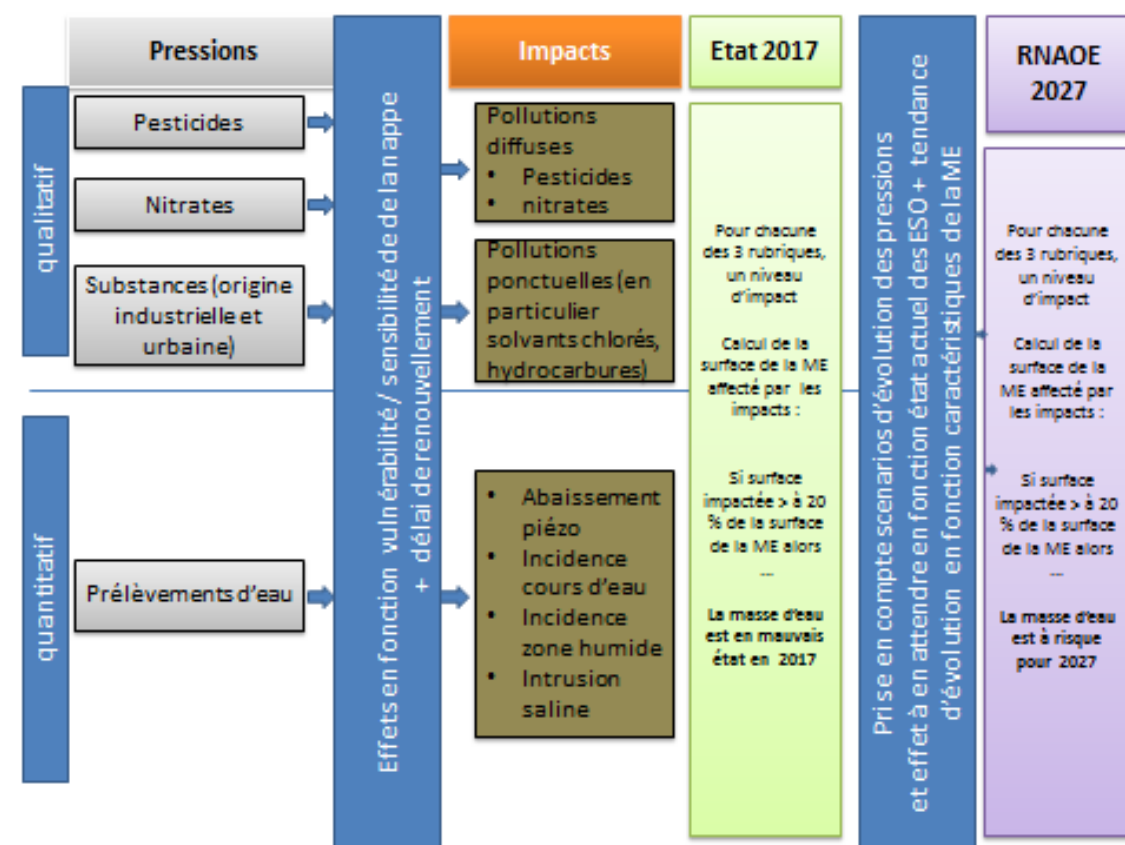 Pressions
Impacts
Etat 2017
RNAOE
2027
qualitatif
Pesticides
Nitrates
Substances (origine
industrielle et
urbaine)
quantitatif
Prélèvements d'eau
Effets en fonction vulnérabilité / sensibilité de de la nappe
+ délai de renouvellement
Pollutions
diffuses
• Pesticides
• nitrates
Pollutions
ponctuelles (en
particulier
solvants chlorés,
hydrocarbures)
• Abaissement
piézo
• Incidence
cours d'eau
• Incidence
zone humide
• Intrusion
saline
Pour chacune
des 3 rubriques,
un niveau
d'impact
Calcul de la
surface de la ME
affecté par les
impacts :
Si surface
impactée > à 20
% de la surface
de la ME alors
...
La masse d'eau
est en mauvais
état en 2017
Prise en compte scenarios d'évolution des pressions
et effet à en attendre en fonction état actuel des ESO + tendance
d'évolution en fonction caractéristiques de la ME
Pour chacune
des 3 rubriques,
un niveau
d'impact
Calcul de la
surface de la
ME affecté par
les impacts :
Si surface
impactée > à 20
% de la surface
de la ME alors
...
La masse d'eau
est à risque
pour 2027